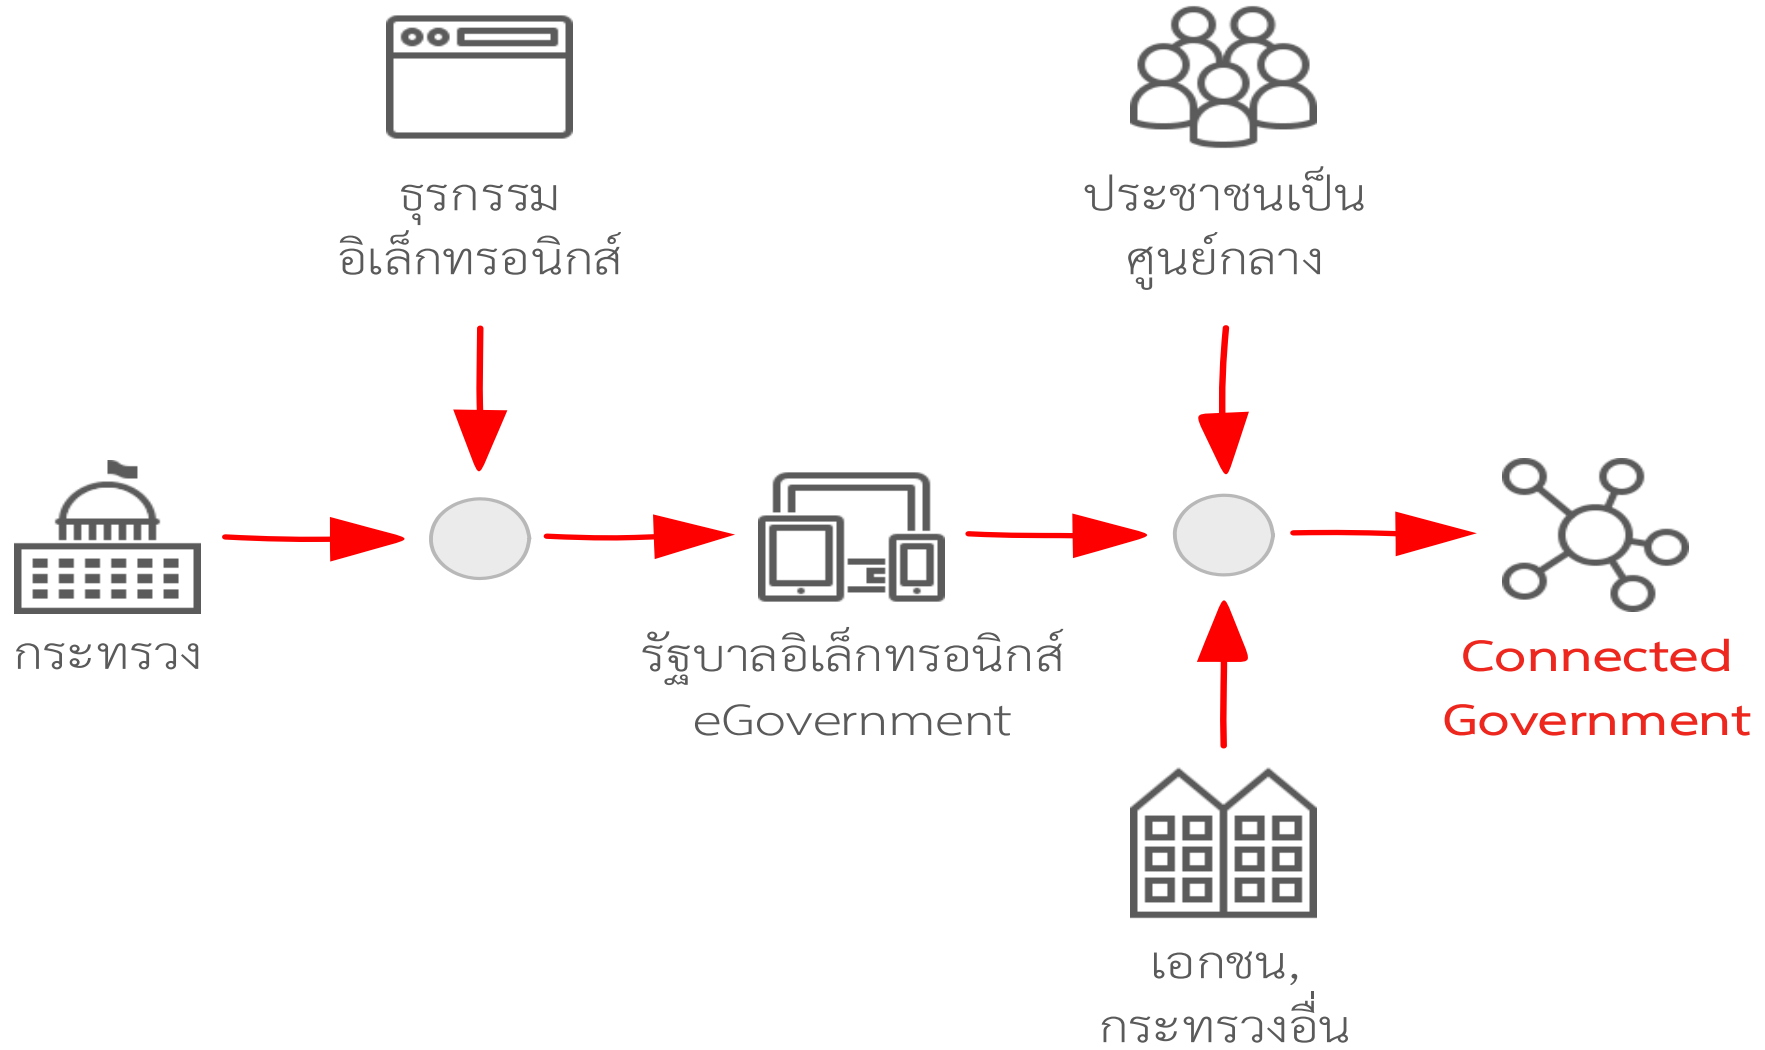 ธุรกรรม
อิเล็กทรอนิกส์
ประชาชนเป็น
ศูนย์กลาง
กระทรวง
รัฐบาลอิเล็กทรอนิกส์
eGovernment
Connected
Government
เอกชน,
กระทรวงอื่น